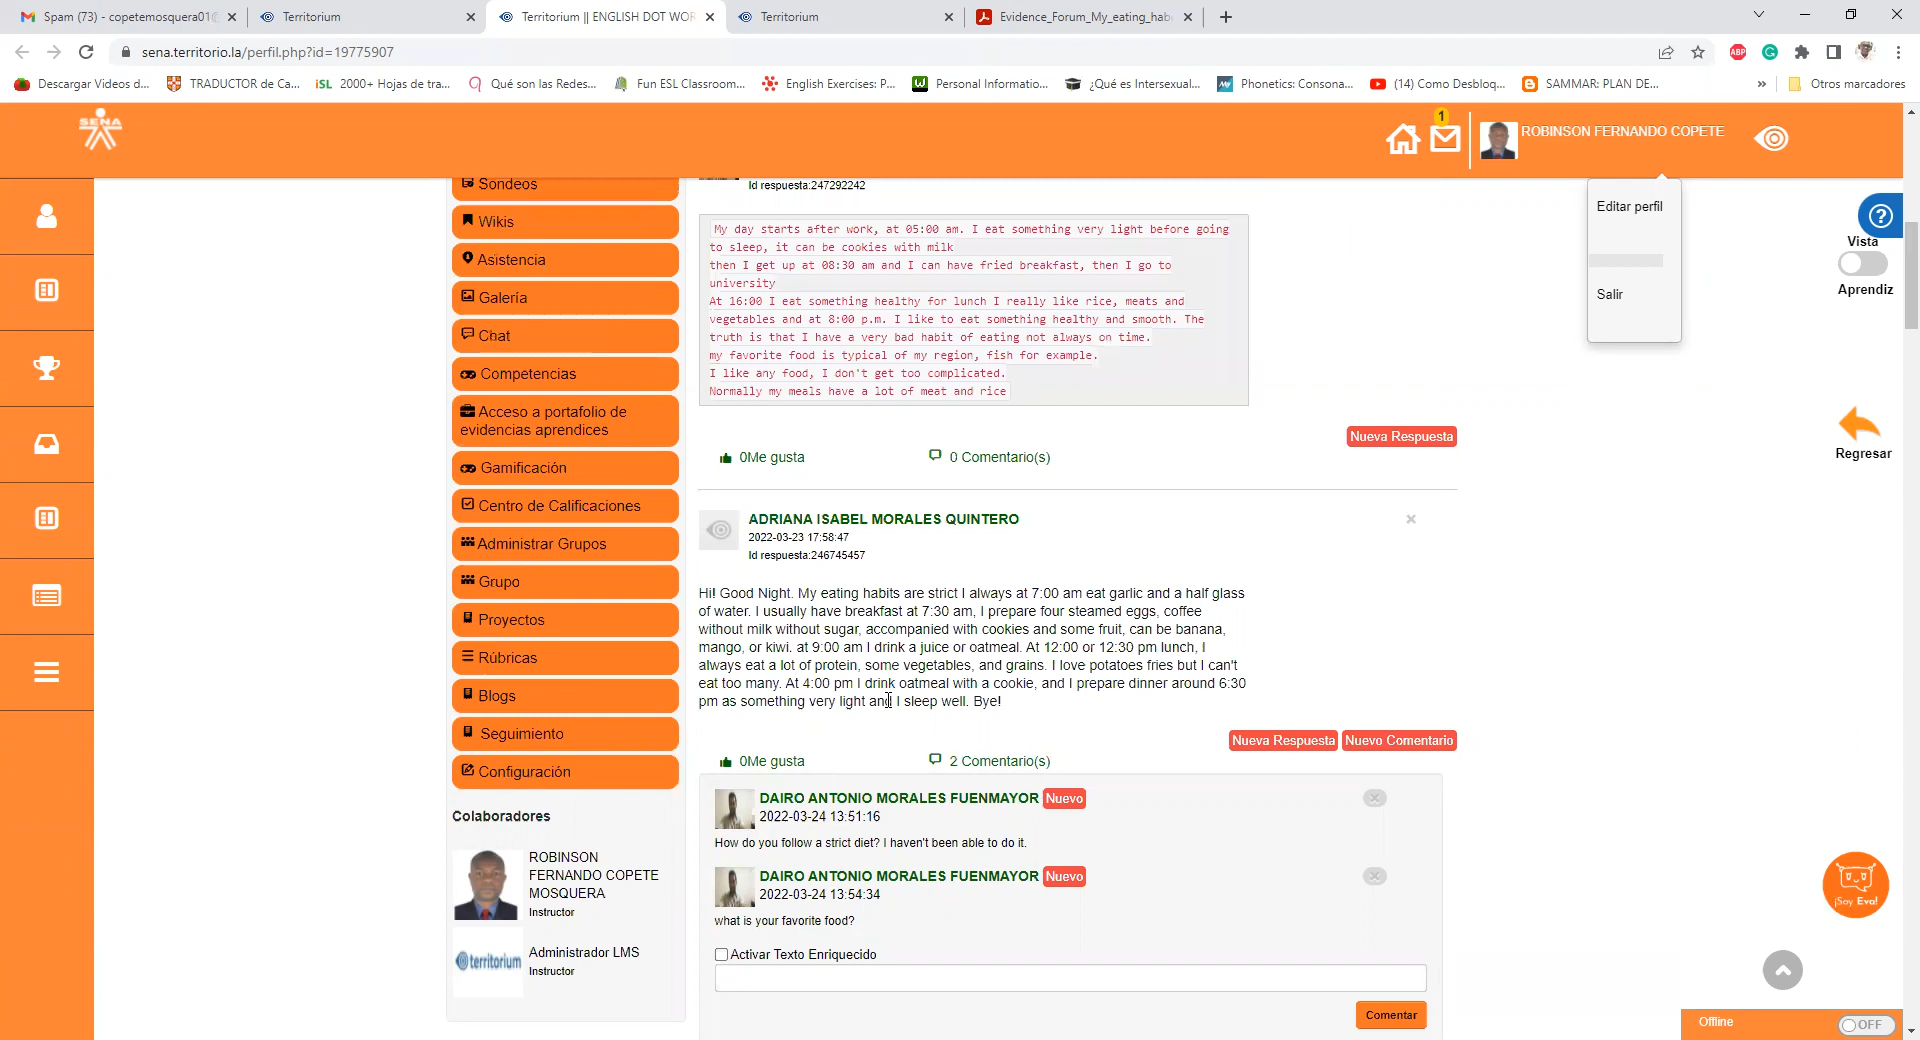 Spam (73) - copetemosquera01@
Territorium
Territorium || ENGLISH DOT WOR
Territorium
Evidence_Forum_My_eating_hab
sena.territorio.la/perfil.php?id=19775907
ABP
Descargar Videos d...
TRADUCTOR de Ca...
iSL 2000+ Hojas de tra...
Qué son las Redes...
Fun ESL Classroom...
English Exercises: P...
Personal Informatio...
¿Qué es Intersexual...
Phonetics: Consona...
(14) Como Desbloq...
SAMMAR: PLAN DE...
Otros marcadores
SENA
1
ROBINSON FERNANDO COPETE
Editar perfil
Salir
Vista
Aprendiz
Regresar
Sondeos
Wikis
Asistencia
Galería
Chat
Competencias
Acceso a portafolio de
evidencias aprendices
Gamificación
Centro de Calificaciones
Administrar Grupos
Grupo
Proyectos
Rúbricas
Blogs
Seguimiento
Configuración
Colaboradores
ROBINSON
FERNANDO COPETE
MOSQUERA
Instructor
territorium
Administrador LMS
Instructor
Id respuesta:247292242
My day starts after work, at 05:00 am. I eat something very light before going
to sleep, it can be cookies with milk
then I get up at 08:30 am and I can have fried breakfast, then I go to
university
At 16:00 I eat something healthy for lunch I really like rice, meats and
vegetables and at 8:00 p.m. I like to eat something healthy and smooth. The
truth is that I have a very bad habit of eating not always on time.
my favorite food is typical of my region, fish for example.
I like any food, I don't get too complicated.
Normally my meals have a lot of meat and rice
Nueva Respuesta
0Me gusta
0 Comentario(s)
ADRIANA ISABEL MORALES QUINTERO
2022-03-23 17:58:47
Id respuesta:246745457
Hi! Good Night. My eating habits are strict I always at 7:00 am eat garlic and a half glass
of water. I usually have breakfast at 7:30 am, I prepare four steamed eggs, coffee
without milk without sugar, accompanied with cookies and some fruit, can be banana,
mango, or kiwi. at 9:00 am I drink a juice or oatmeal. At 12:00 or 12:30 pm lunch, I
always eat a lot of protein, some vegetables, and grains. I love potatoes fries but I can't
eat too many. At 4:00 pm I drink oatmeal with a cookie, and I prepare dinner around 6:30
pm as something very light and I sleep well. Bye!
Nueva Respuesta
Nuevo Comentario
0Me gusta
2 Comentario(s)
DAIRO ANTONIO MORALES FUENMAYOR Nuevo
2022-03-24 13:51:16
How do you follow a strict diet? I haven't been able to do it.
DAIRO ANTONIO MORALES FUENMAYOR Nuevo
2022-03-24 13:54:34
what is your favorite food?
Activar Texto Enriquecido
Comentar
¡Soy Eva!
Offline
OFF